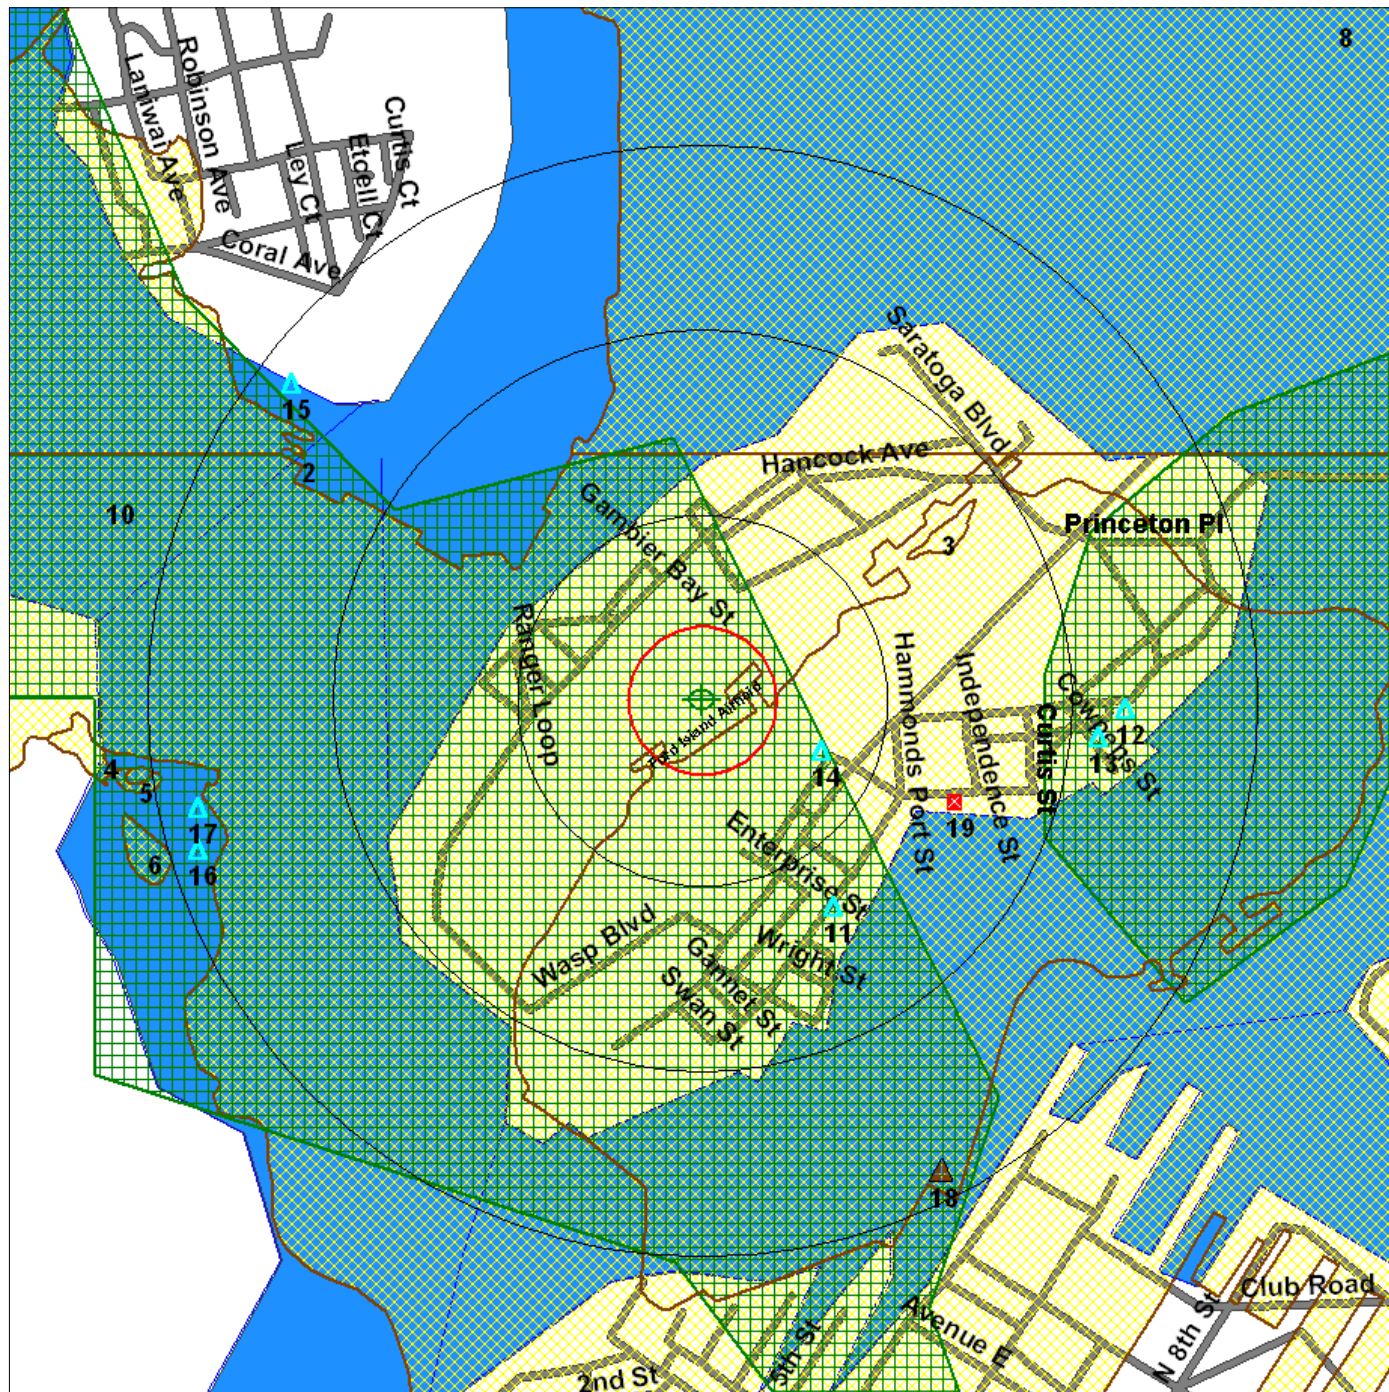 8
Laniwai Ave
Robinson Ave
Curtis Ct
Etcell Ct
Ley Ct
Coral Ave
15
2
10
Saratoga Blvd
Hancock Ave
3
Princeton Pl
Gambier Bay St
Ranger Loop
Ford Island Airfield
Hammonds Port St
Independence St
Curtis St
Cowpens St
12
13
14
4
5
17
6
16
19
Enterprise St
11
Wright St
Wasp Blvd
Gannet St
Swan St
18
Club Road
N 8th St
Avenue E
5th St
2nd St